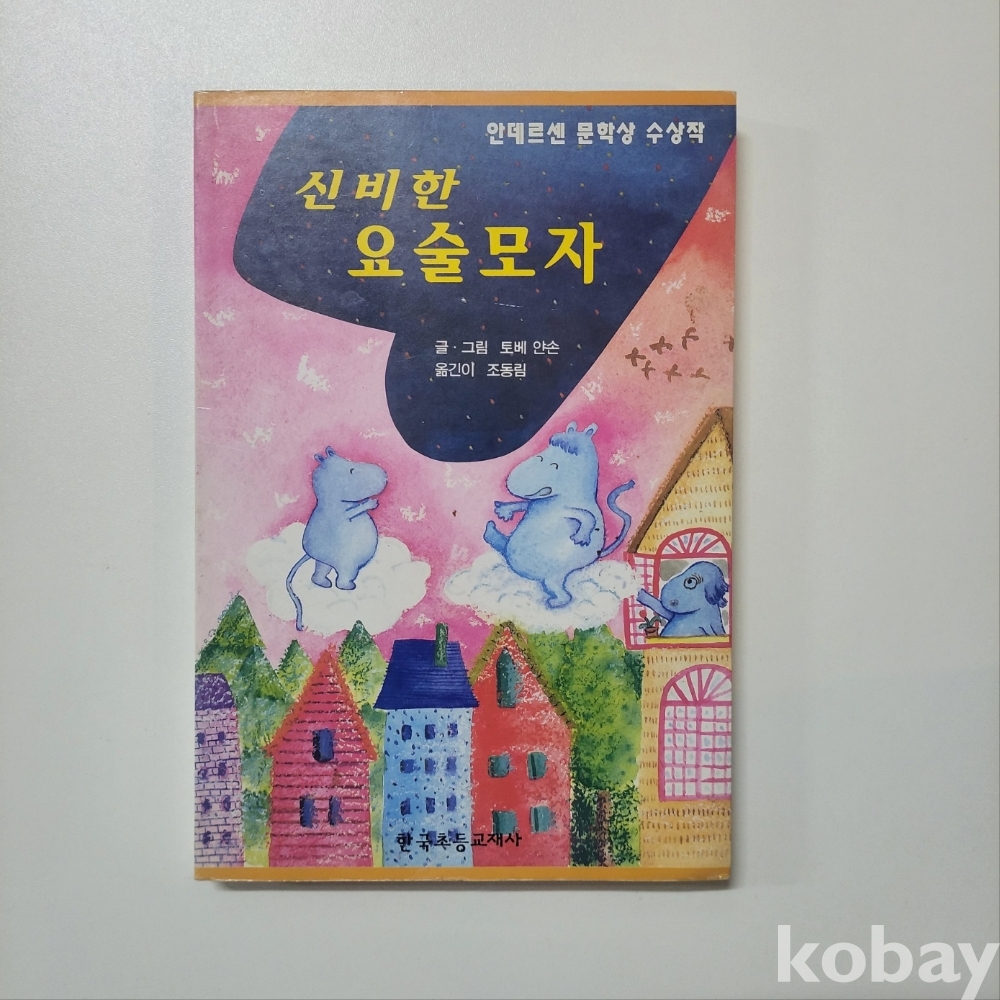 안데르센 문학상 수상작
신비한
요술모자
글·그림 토베 얀손
옮긴이 조동림
한국초등교재사
kobay